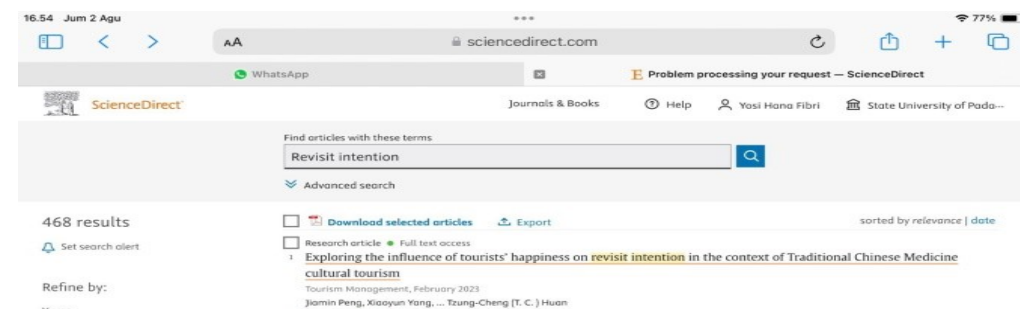 16.54 Jum 2 Agu 77%
AA sciencedirect.com
WhatsApp E Problem processing your request — ScienceDirect
ScienceDirect Journals & Books Help Yosi Hana Fibri State University of Pada...
Find articles with these terms
Revisit intention
Advanced search
468 results Download selected articles Export sorted by relevance | date
Set search alert Research article Full text access
1 Exploring the influence of tourists' happiness on revisit intention in the context of Traditional Chinese Medicine
cultural tourism
Refine by: Tourism Management, February 2023
Jiamin Peng, Xiaoyun Yang, ... Tzung-Cheng (T. C. ) Huan